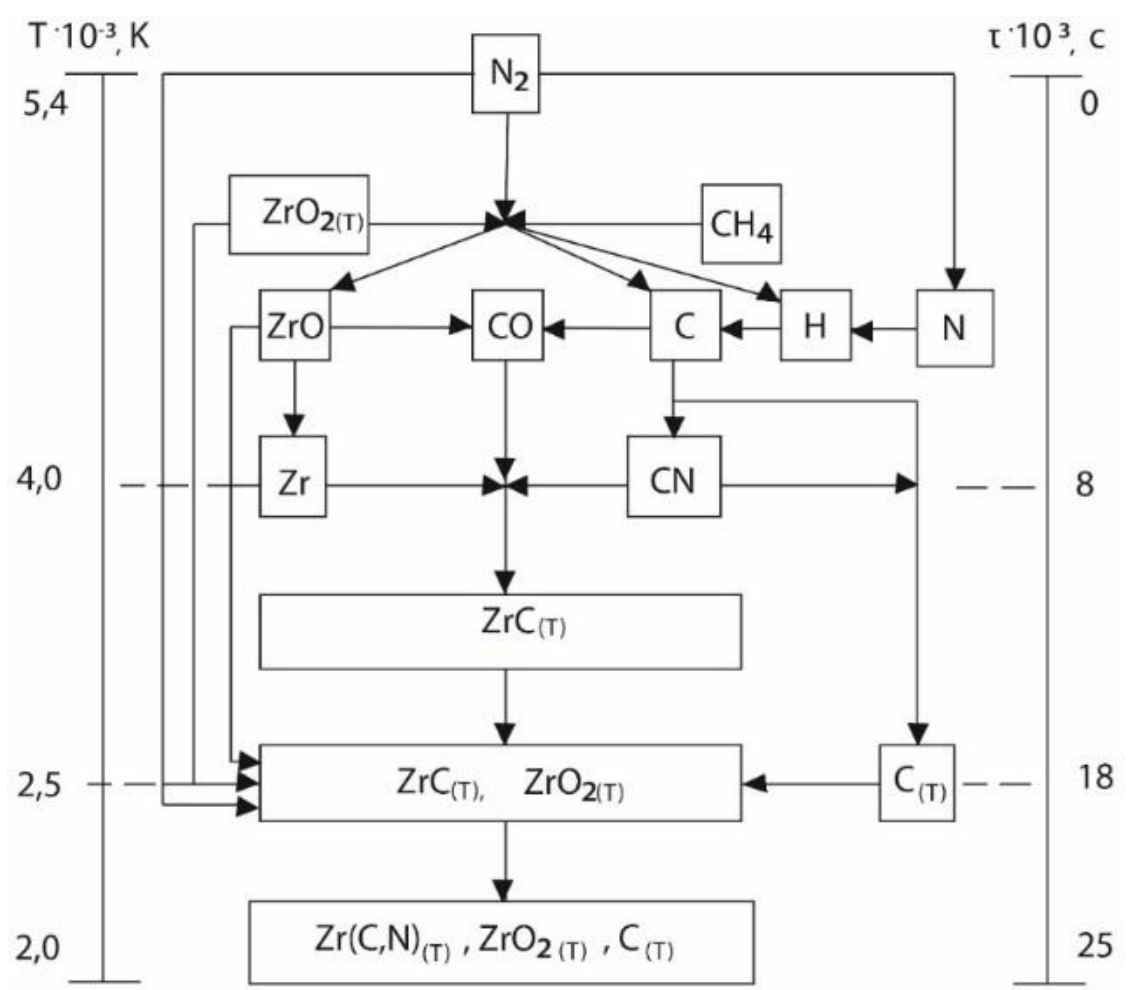 T·10⁻³, K
τ·10³, c
N₂
5,4
0
ZrO₂(T)
CH₄
ZrO
CO
C
H
N
4,0
Zr
CN
8
ZrC(T)
2,5
ZrC(T), ZrO₂(T)
C(T)
18
2,0
Zr(C,N)(T) , ZrO₂ (T) , C (T)
25